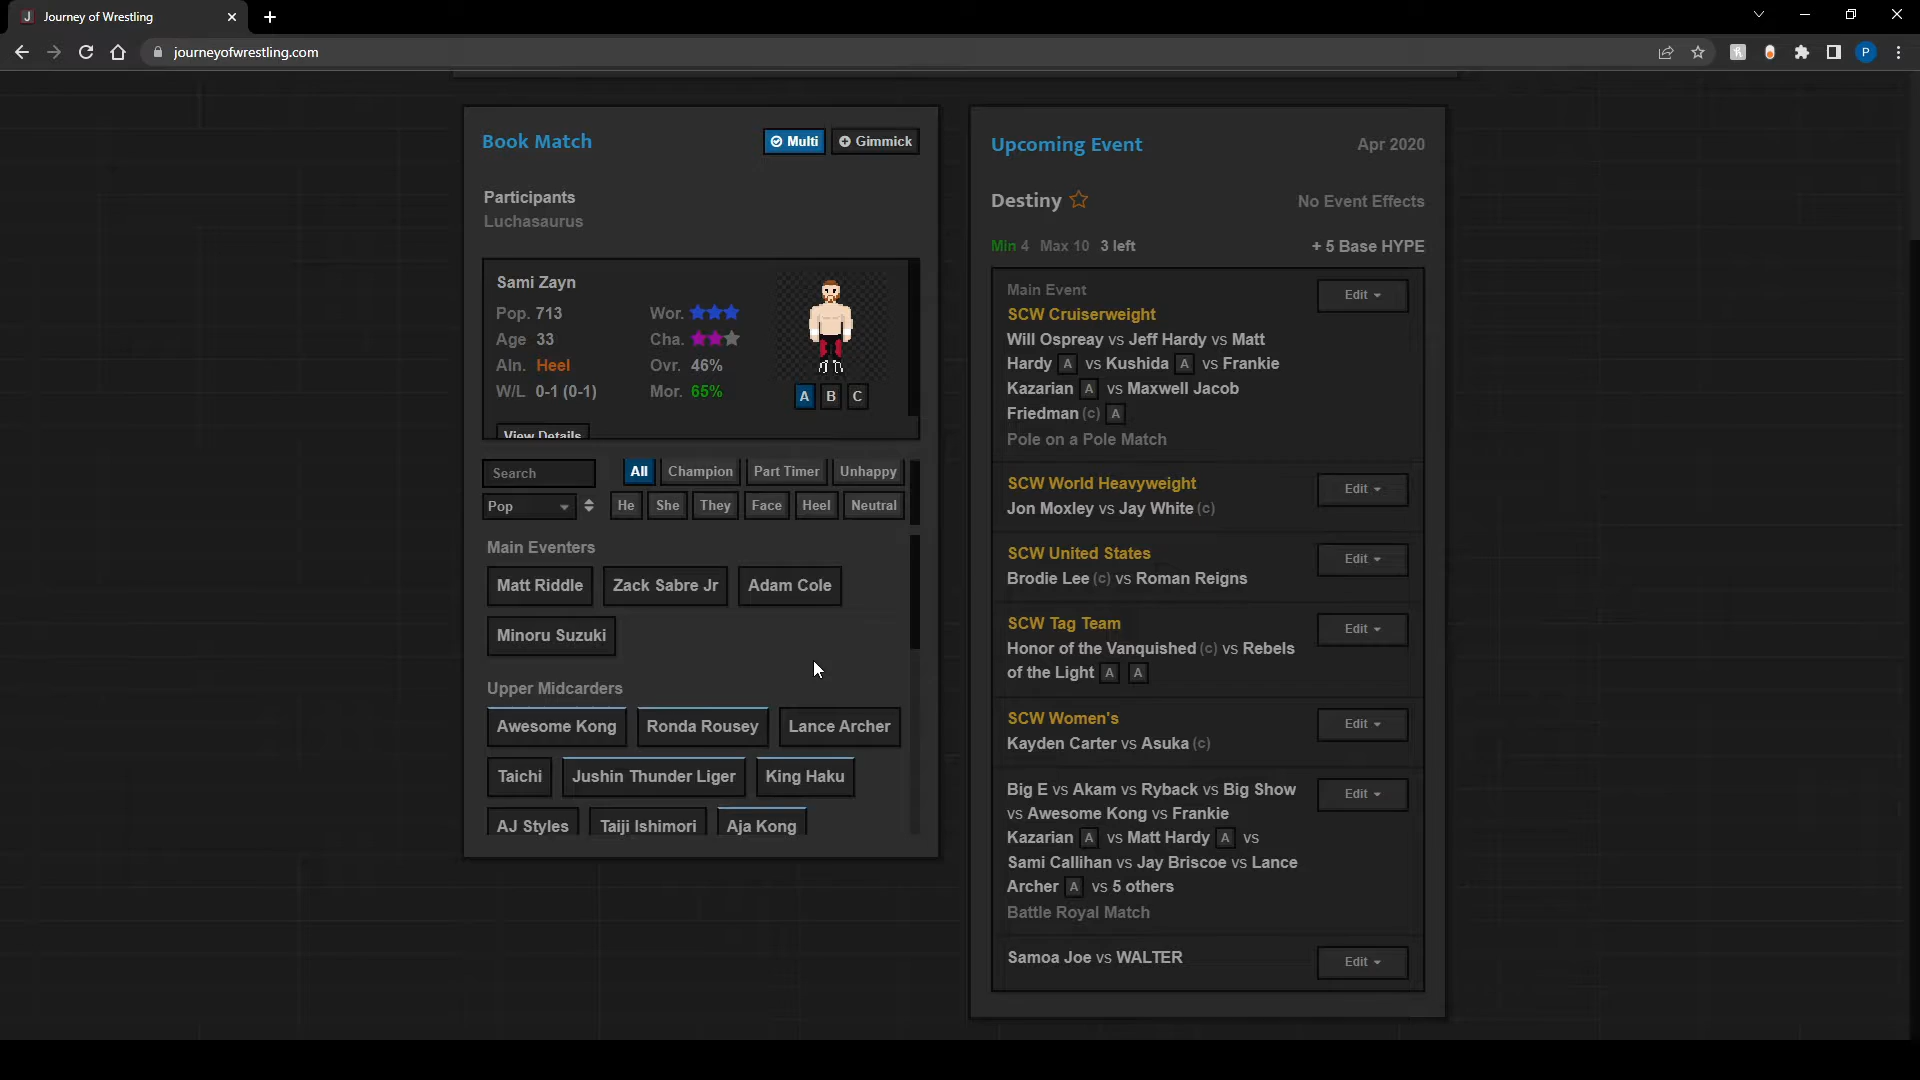 Journey of Wrestling
journeyofwrestling.com
P
Book Match
Multi
Gimmick
Participants
Luchasaurus
Sami Zayn
Pop. 713
Wor.
Age 33
Cha.
Aln. Heel
Ovr. 46%
W/L 0-1 (0-1)
Mor. 65%
A B C
View Details
Search
All Champion Part Timer Unhappy
Pop
He She They Face Heel Neutral
Main Eventers
Matt Riddle Zack Sabre Jr Adam Cole
Minoru Suzuki
Upper Midcarders
Awesome Kong Ronda Rousey Lance Archer
Taichi Jushin Thunder Liger King Haku
AJ Styles Taiji Ishimori Aja Kong
Upcoming Event
Apr 2020
Destiny
No Event Effects
Min 4 Max 10 3 left
+ 5 Base HYPE
Main Event
Edit
SCW Cruiserweight
Will Ospreay vs Jeff Hardy vs Matt
Hardy A vs Kushida A vs Frankie
Kazarian A vs Maxwell Jacob
Friedman (c) A
Pole on a Pole Match
SCW World Heavyweight
Edit
Jon Moxley vs Jay White (c)
SCW United States
Edit
Brodie Lee (c) vs Roman Reigns
SCW Tag Team
Edit
Honor of the Vanquished (c) vs Rebels
of the Light A A
SCW Women's
Edit
Kayden Carter vs Asuka (c)
Big E vs Akam vs Ryback vs Big Show
Edit
vs Awesome Kong vs Frankie
Kazarian A vs Matt Hardy A vs
Sami Callihan vs Jay Briscoe vs Lance
Archer A vs 5 others
Battle Royal Match
Samoa Joe vs WALTER
Edit